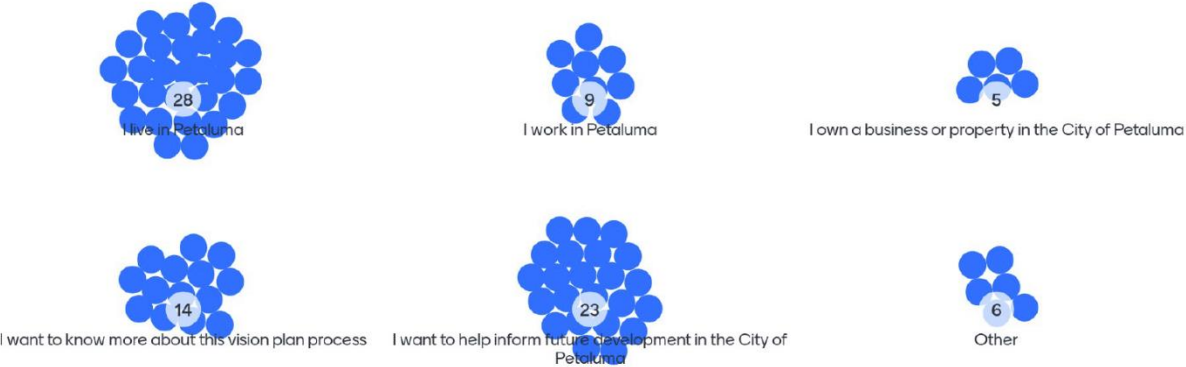 28
I live in Petaluma
9
I work in Petaluma
5
I own a business or property in the City of Petaluma
14
I want to know more about this vision plan process
23
I want to help inform future development in the City of
Petaluma
6
Other